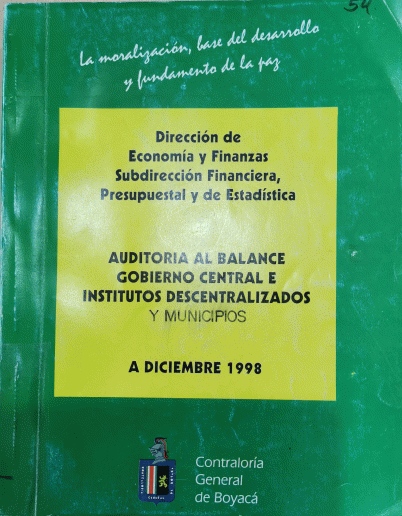 54
La moralización, base del desarrollo
y fundamento de la paz
Dirección de
Economía y Finanzas
Subdirección Financiera,
Presupuestal y de Estadística
AUDITORIA AL BALANCE
GOBIERNO CENTRAL E
INSTITUTOS DESCENTRALIZADOS
Y MUNICIPIOS
A DICIEMBRE 1998
Contraloría
General
de Boyacá